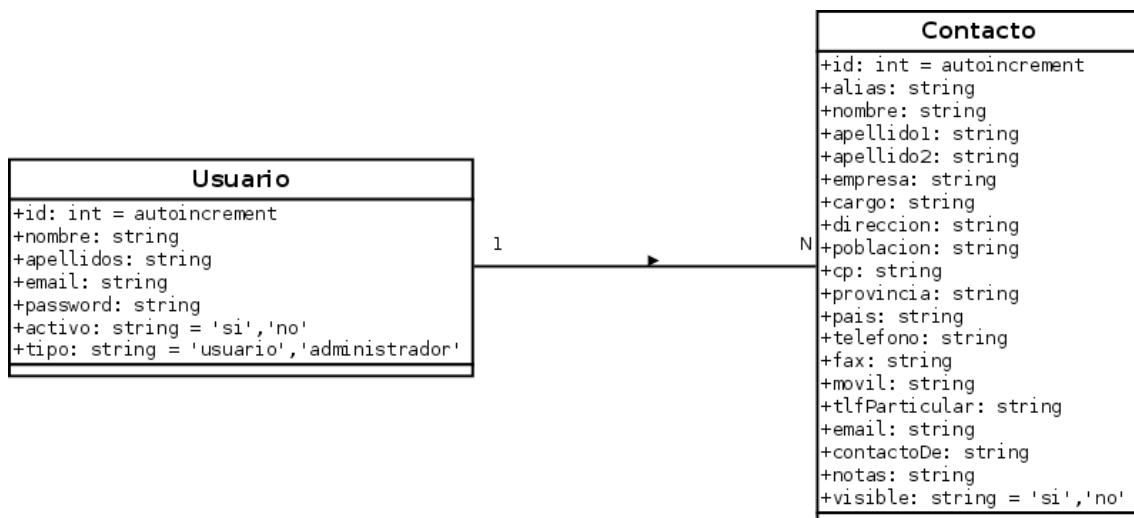 Usuario
+id: int = autoincrement
+nombre: string
+apellidos: string
+email: string
+password: string
+activo: string = 'si','no'
+tipo: string = 'usuario','administrador'
1
N
Contacto
+id: int = autoincrement
+alias: string
+nombre: string
+apellido1: string
+apellido2: string
+empresa: string
+cargo: string
+direccion: string
+poblacion: string
+cp: string
+provincia: string
+pais: string
+telefono: string
+fax: string
+movil: string
+tlfParticular: string
+email: string
+contactoDe: string
+notas: string
+visible: string = 'si','no'